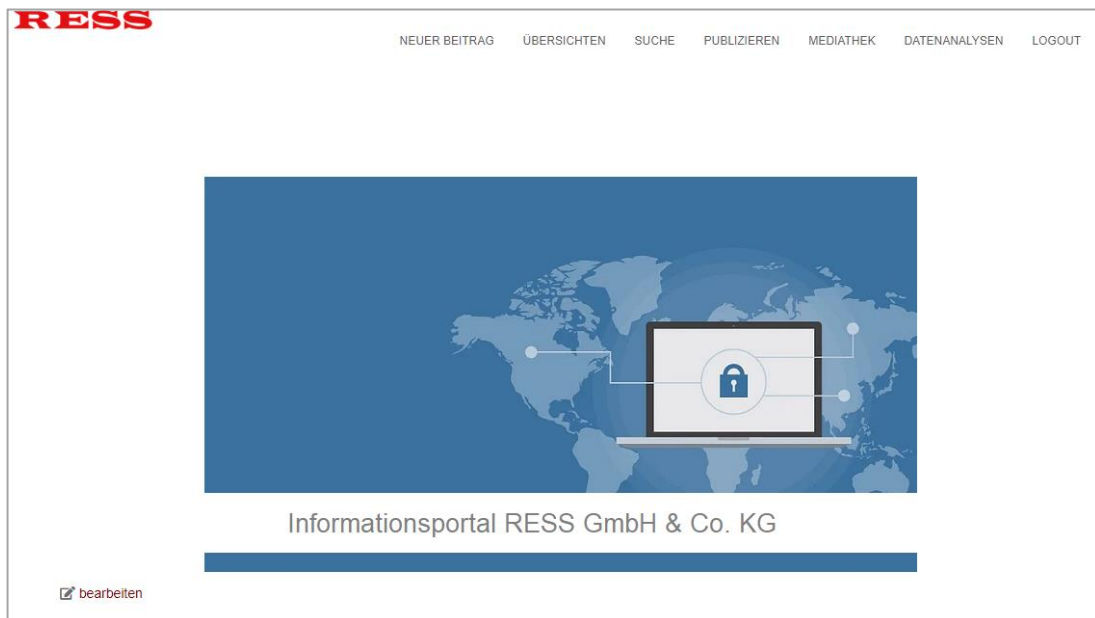 RESS
NEUER BEITRAG ÜBERSICHTEN SUCHE PUBLIZIEREN MEDIATHEK DATENANALYSEN LOGOUT
Informationsportal RESS GmbH & Co. KG
bearbeiten